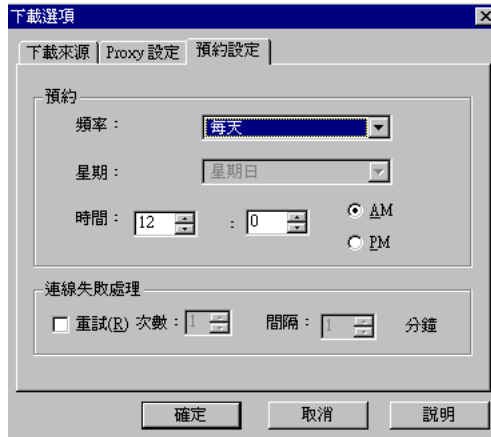 下載選項
下載來源 Proxy 設定 預約設定
預約
頻率： 每天
星期： 星期日
時間： 12 : 0 AM
PM
連線失敗處理
重試(R) 次數： 1 間隔： 1 分鐘
確定 取消 說明